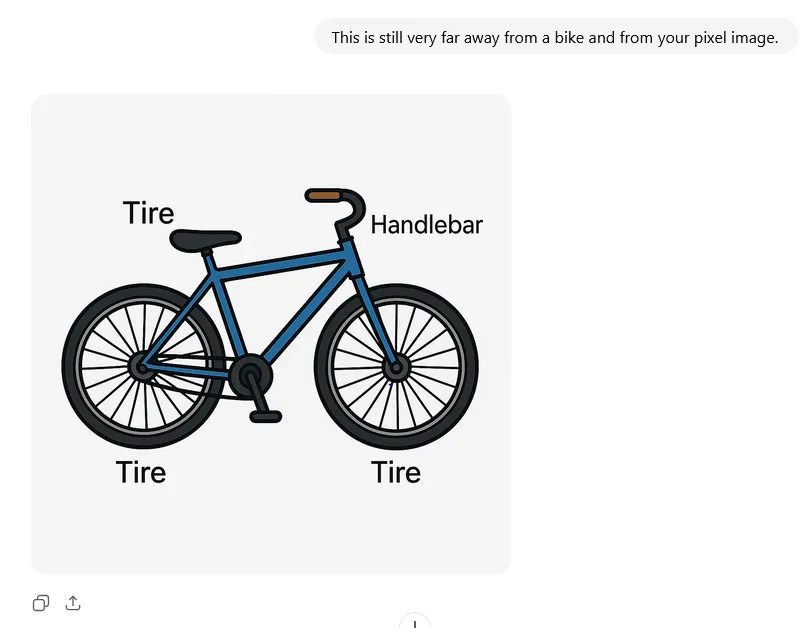 This is still very far away from a bike and from your pixel image.
Tire
Handlebar
Tire
Tire